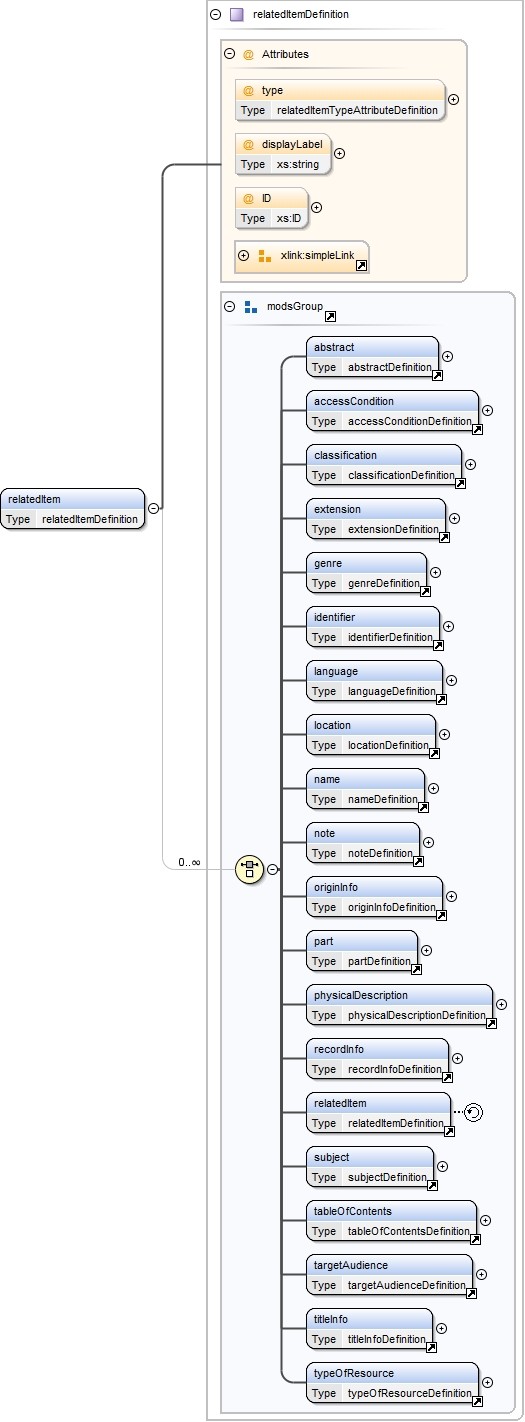 relatedItemDefinition
@ Attributes
@ type
Type relatedItemTypeAttributeDefinition
@ displayLabel
Type xs:string
@ ID
Type xs:ID
xlink:simpleLink
modsGroup
abstract
Type abstractDefinition
accessCondition
Type accessConditionDefinition
classification
Type classificationDefinition
extension
Type extensionDefinition
relatedItem
Type relatedItemDefinition
genre
Type genreDefinition
identifier
Type identifierDefinition
language
Type languageDefinition
location
Type locationDefinition
name
Type nameDefinition
note
Type noteDefinition
0..∞
originInfo
Type originInfoDefinition
part
Type partDefinition
physicalDescription
Type physicalDescriptionDefinition
recordInfo
Type recordInfoDefinition
relatedItem
Type relatedItemDefinition
subject
Type subjectDefinition
tableOfContents
Type tableOfContentsDefinition
targetAudience
Type targetAudienceDefinition
titleInfo
Type titleInfoDefinition
typeOfResource
Type typeOfResourceDefinition